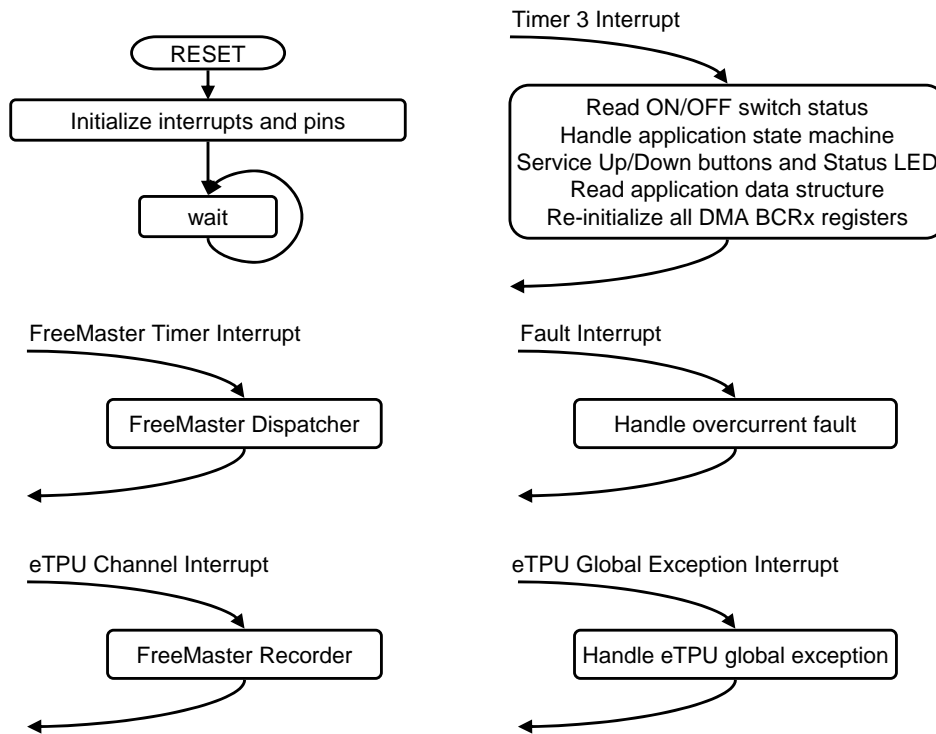 RESET
Initialize interrupts and pins
wait
Timer 3 Interrupt
Read ON/OFF switch status
Handle application state machine
Service Up/Down buttons and Status LED
Read application data structure
Re-initialize all DMA BCRx registers
FreeMaster Timer Interrupt
FreeMaster Dispatcher
Fault Interrupt
Handle overcurrent fault
eTPU Channel Interrupt
FreeMaster Recorder
eTPU Global Exception Interrupt
Handle eTPU global exception